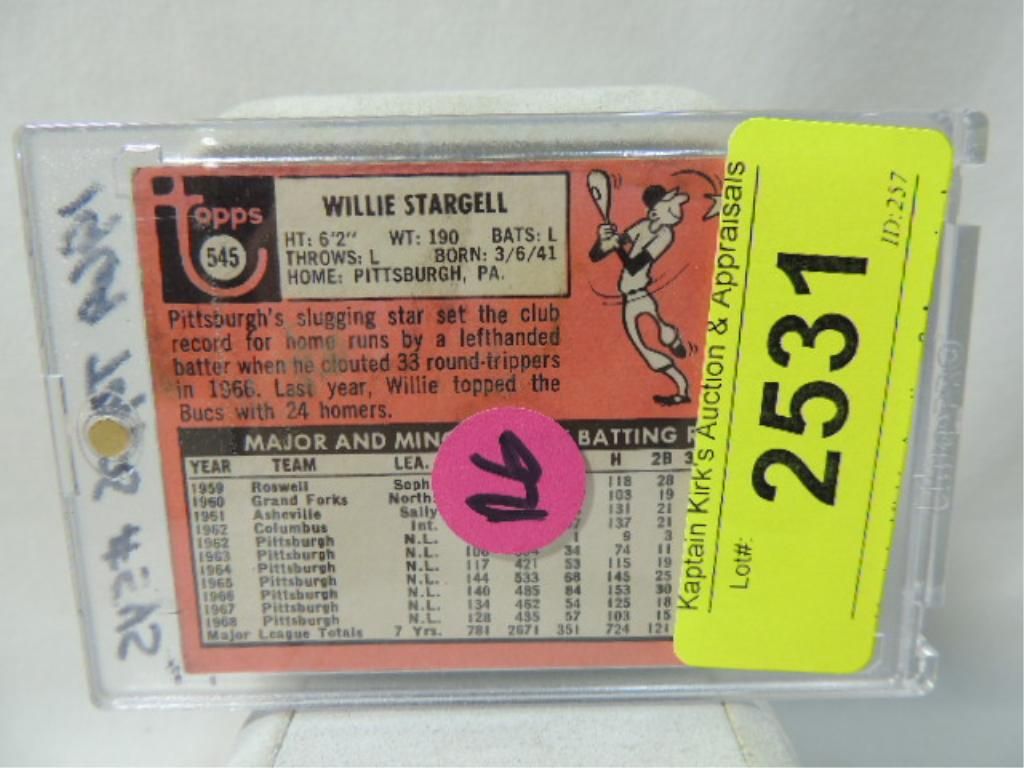 Topps
545
WILLIE STARGELL
HT: 6'2" WT: 190 BATS: L
THROWS: L BORN: 3/6/41
HOME: PITTSBURGH, PA.
Pittsburgh's slugging star set the club
record for home runs by a lefthanded
batter when he clouted 33 round-trippers
in 1966. Last year, Willie topped the
Bucs with 24 homers.
MAJOR AND BATTING
YEAR TEAM LEA. H 2B 3
1959 Roswell Soph 118 28
1960 Grand Forks North. 103 19
1961 Asheville Sally 131 21
1962 Columbus Int. 7 137 21
1962 Pittsburgh N.L. 1 9 3
1963 Pittsburgh N.L. 34 74 11
1964 Pittsburgh N.L. 117 421 53 115 19
1965 Pittsburgh N.L. 144 533 68 145 25
1966 Pittsburgh N.L. 140 485 84 153 30
1967 Pittsburgh N.L. 134 462 54 125 18
1968 Pittsburgh N.L. 128 435 57 103 15
Major League Totals 7 Yrs. 781 2671 351 724 121
Kaptain Kirk's Auction & Appraisals
Lot#:
2531
ID:257